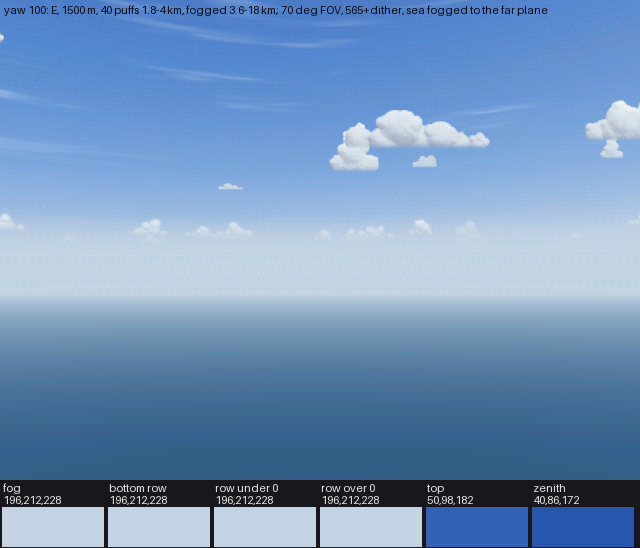 yaw 100: E, 1500 m, 40 puffs 1.8-4 km, fogged 3.6-18 km; 70 deg FOV, 565+dither, sea fogged to the far plane
fog bottom row row under 0 row over 0 top zenith
196,212,228 196,212,228 196,212,228 196,212,228 50,98,182 40,86,172